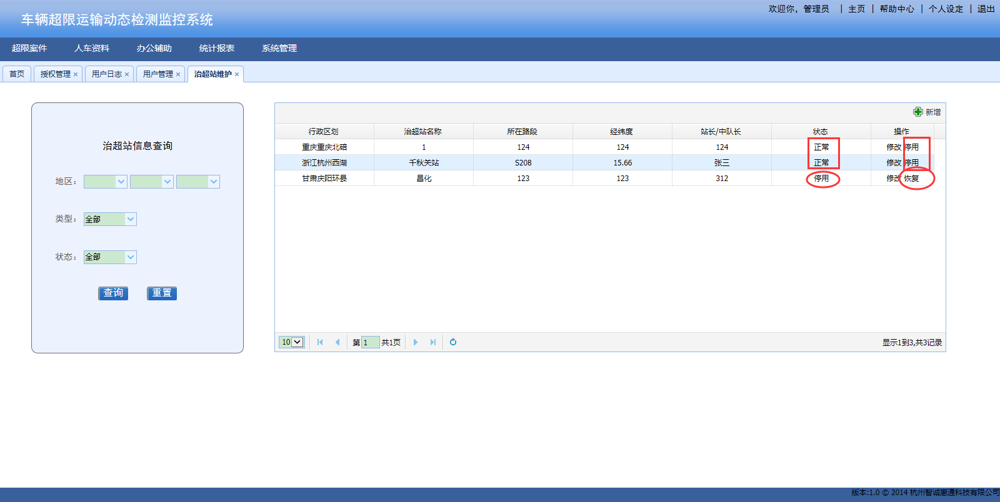 欢迎你，管理员 | 主页 | 帮助中心 | 个人设定 | 退出
车辆超限运输动态检测监控系统
超限案件 人车资料 办公辅助 统计报表 系统管理
首页 授权管理 × 用户日志 × 用户管理 × 治超站维护 ×
治超站信息查询
地区：
类型： 全部
状态： 全部
查询 重置
新增
行政区划 治超站名称 所在路段 经纬度 站长/中队长 状态 操作
重庆重庆北碚 1 124 124 124 正常 修改 停用
浙江杭州西湖 千秋关站 S208 15.66 张三 正常 修改 停用
甘肃庆阳环县 昌化 123 123 312 停用 修改 恢复
10 第 1 共1页 显示1到3,共3记录
版本:1.0 © 2014 杭州智诚惠通科技有限公司